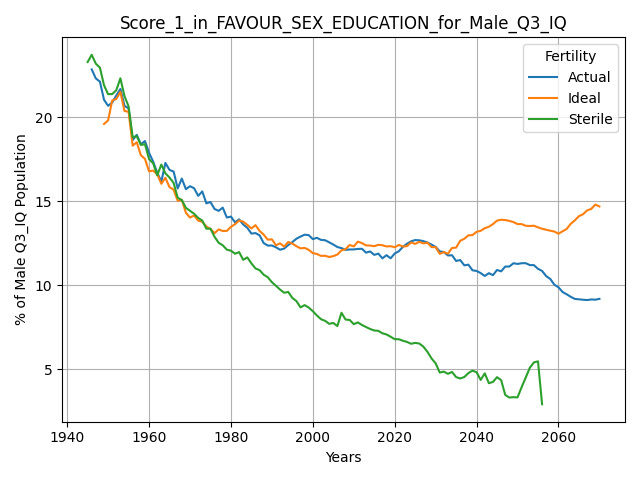 Score_1_in_FAVOUR_SEX_EDUCATION_for_Male_Q3_IQ
Fertility
Actual
Ideal
Sterile
% of Male Q3_IQ Population
20
15
10
5
1940 1960 1980 2000 2020 2040 2060
Years